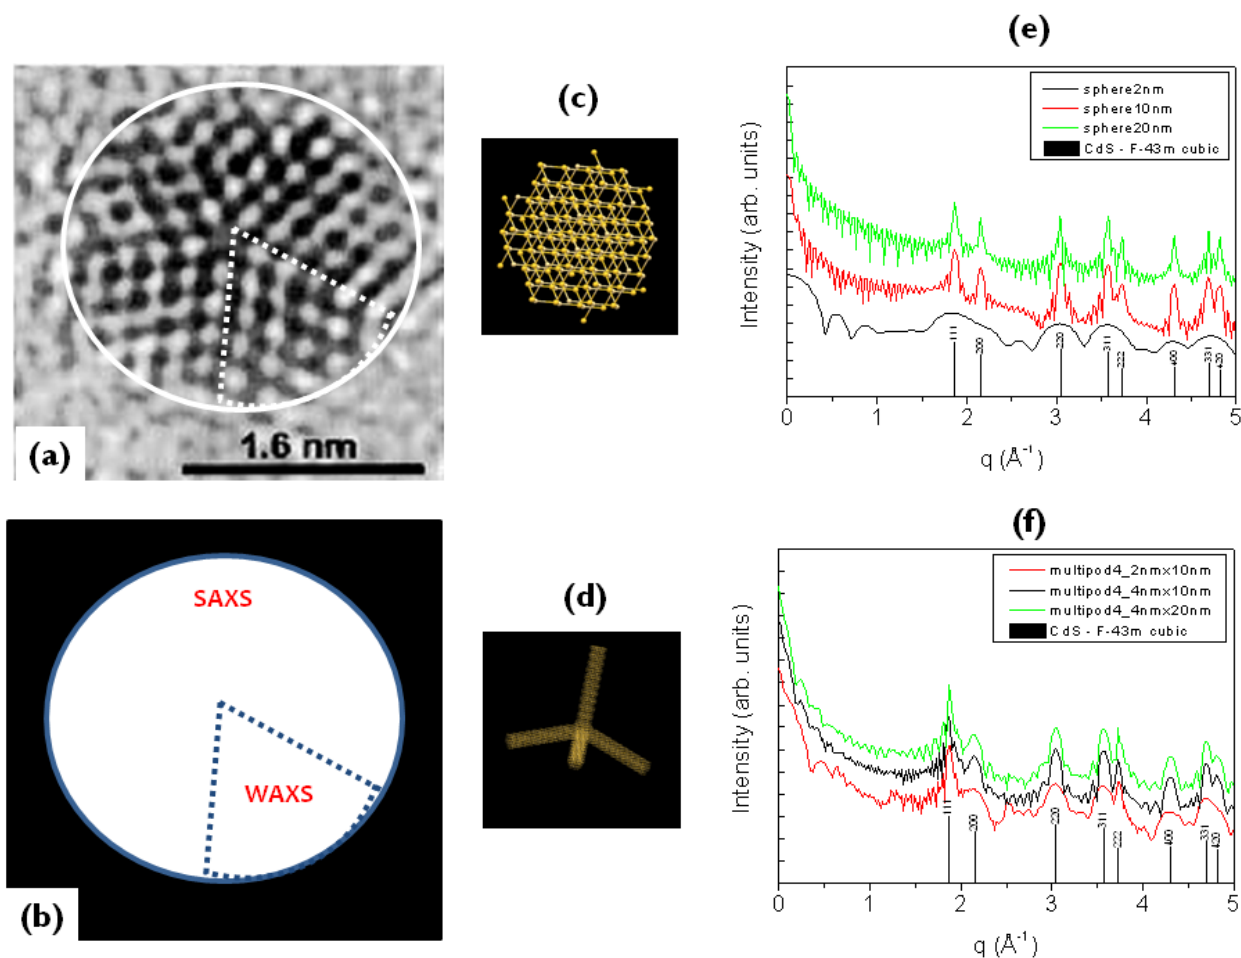 (a)
1.6 nm
(b)
SAXS
WAXS
(c)
(d)
(e)
Intensity (arb. units)
sphere2nm
sphere10nm
sphere20nm
CdS - F-43m cubic
111
200
220
311
222
400
331
420
0 1 2 3 4 5
q (Å⁻¹)
(f)
Intensity (arb. units)
multipod4_2nmx10nm
multipod4_4nmx10nm
multipod4_4nmx20nm
CdS - F-43m cubic
111
200
220
311
222
400
331
420
0 1 2 3 4 5
q (Å⁻¹)